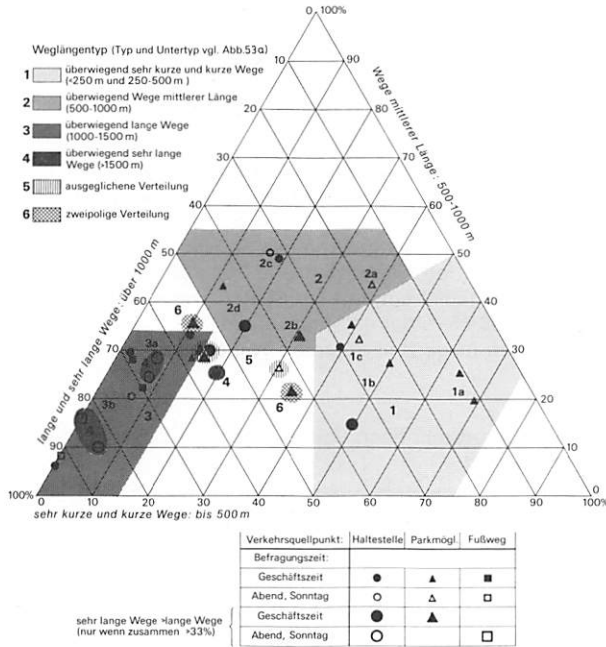 0 100%
Weglängentyp (Typ und Untertyp vgl. Abb.53a)
1 überwiegend sehr kurze und kurze Wege
(<250 m und 250-500 m)
2 überwiegend Wege mittlerer Länge
(500-1000 m)
3 überwiegend lange Wege
(1000-1500 m)
4 überwiegend sehr lange
Wege (>1500 m)
5 ausgeglichene Verteilung
6 zweipolige Verteilung
Wege mittlerer Länge: 500-1000 m
lange und sehr lange Wege: über 1000 m
10 90
20 80
30 70
40 60
50 50
60 40
70 30
80 20
90 10
100% 0
2c 2 2a
2d
6 2b
3a 5 1c
4 1b 1a
3b 3 6 1
0 10 20 30 40 50 60 70 80 90 100%
sehr kurze und kurze Wege: bis 500 m
Verkehrsquellpunkt: Haltestelle Parkmögl. Fußweg
Befragungszeit:
Geschäftszeit
Abend, Sonntag
sehr lange Wege >lange Wege
(nur wenn zusammen >33%)
Geschäftszeit
Abend, Sonntag